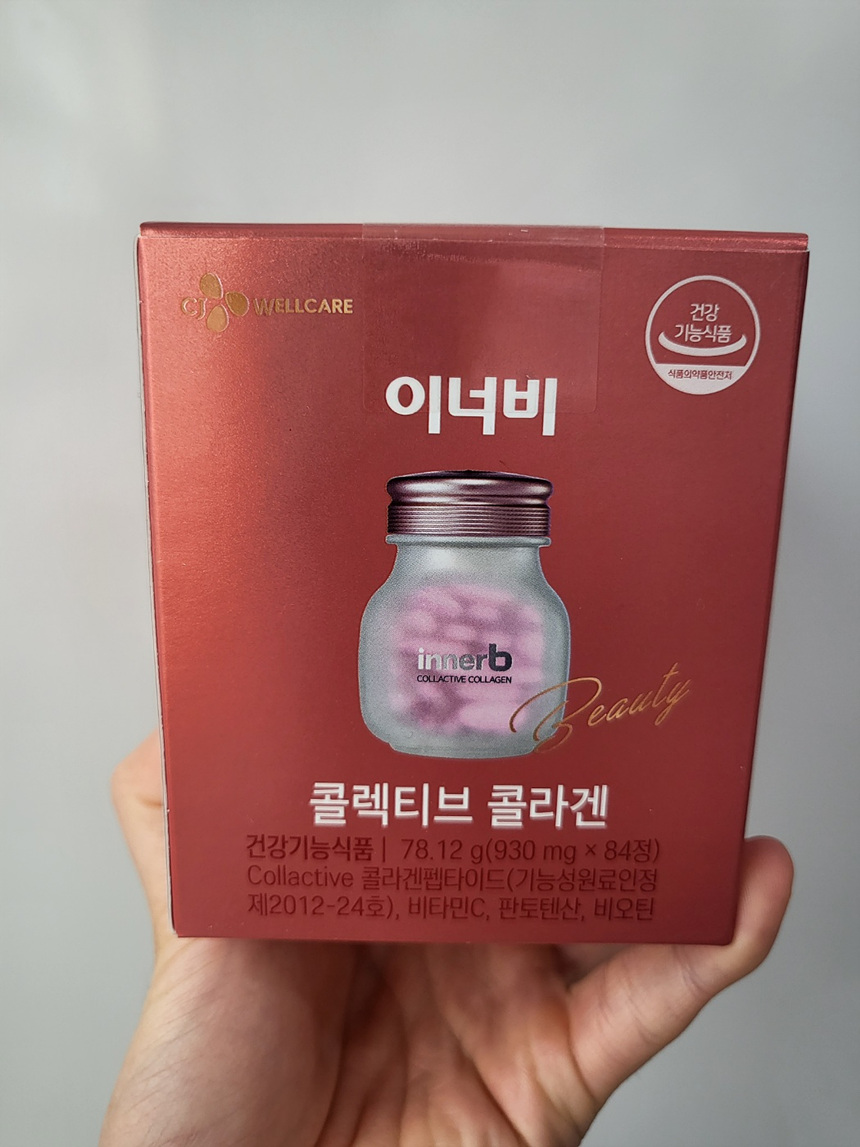 CJ WELLCARE
건강
기능식품
식품의약품안전처
이너비
innerb
COLLACTIVE COLLAGEN
Beauty
콜렉티브 콜라겐
건강기능식품 | 78.12 g(930 mg × 84정)
Collactive 콜라겐펩타이드(기능성원료인정
제2012-24호), 비타민C, 판토텐산, 비오틴